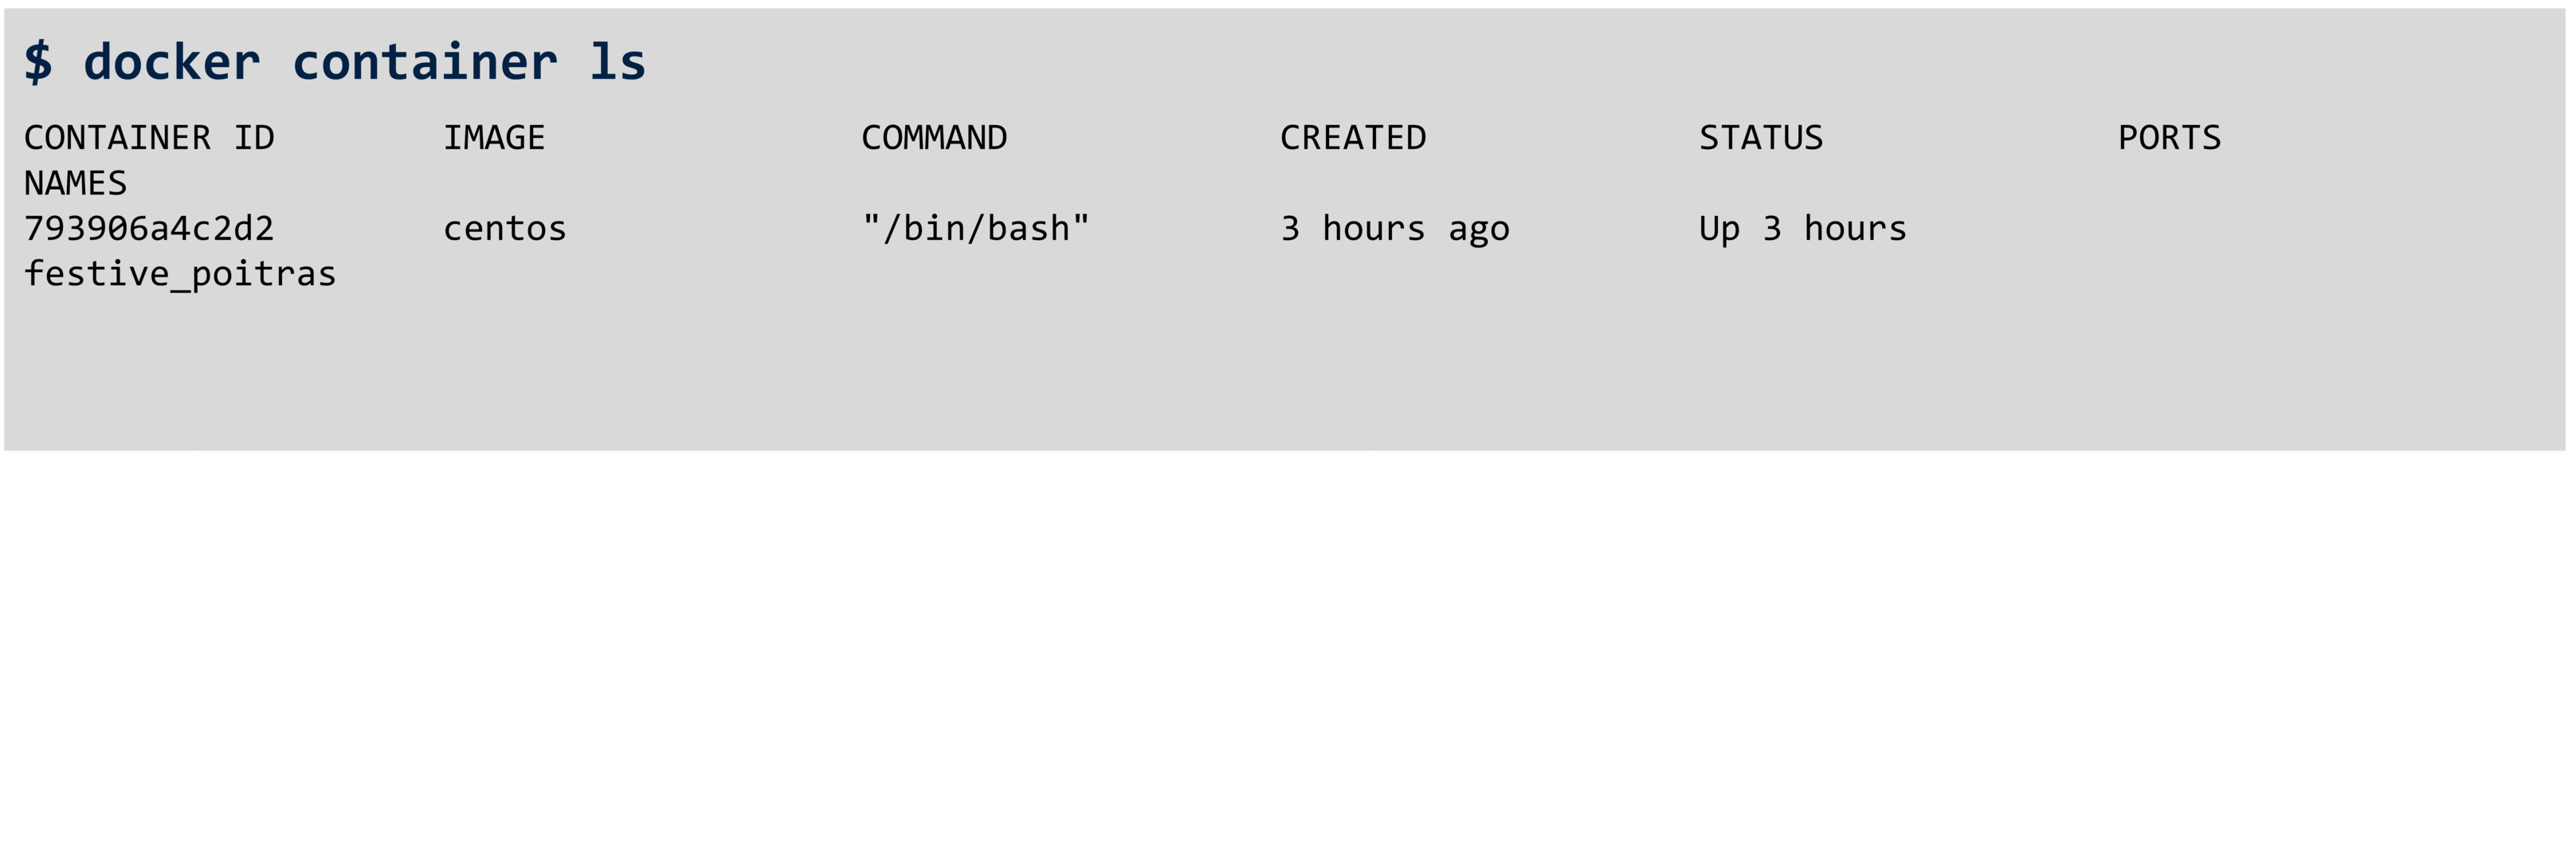 $ docker container ls
CONTAINER ID        IMAGE               COMMAND             CREATED             STATUS              PORTS
NAMES
793906a4c2d2        centos              "/bin/bash"         3 hours ago         Up 3 hours
festive_poitras